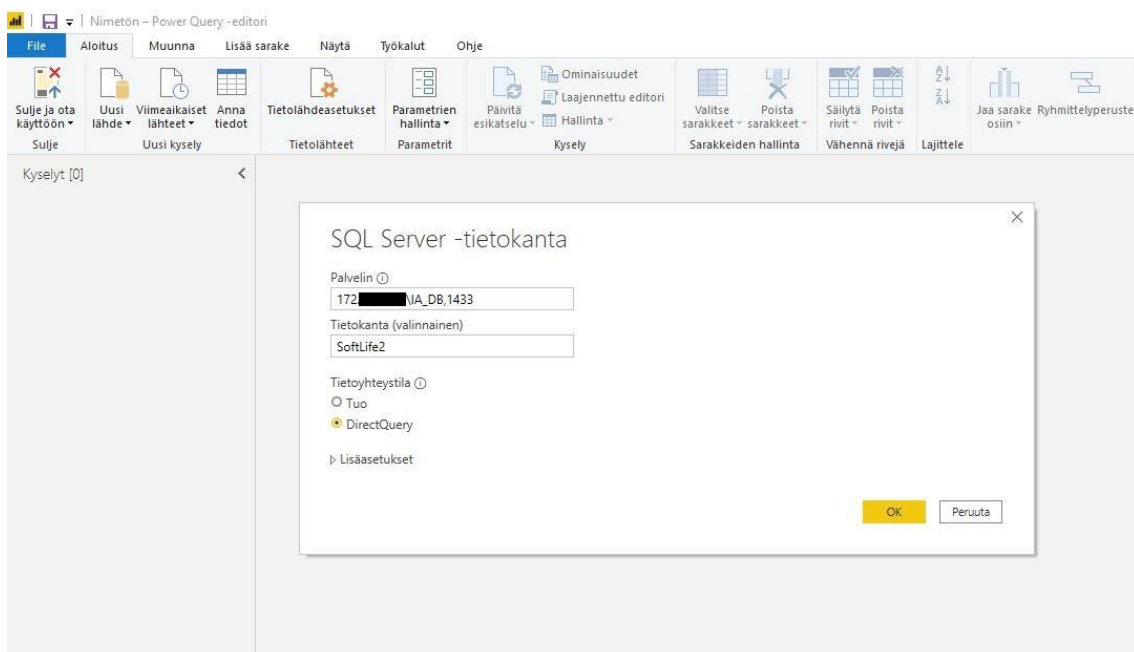 Nimetön – Power Query -editori
File Aloitus Muunna Lisää sarake Näytä Työkalut Ohje
Sulje ja ota käyttöön
Uusi lähde
Viimeaikaiset lähteet
Anna tiedot
Tietolähdeasetukset
Parametrien hallinta
Päivitä esikatselu
Ominaisuudet
Laajennettu editori
Hallinta
Valitse sarakkeet
Poista sarakkeet
Säilytä rivit
Poista rivit
Jaa sarake osiin
Ryhmittelyperuste
Sulje Uusi kysely Tietolähteet Parametrit Kysely Sarakkeiden hallinta Vähennä rivejä Lajittele
Kyselyt [0]
SQL Server -tietokanta
Palvelin
172. \IA_DB,1433
Tietokanta (valinnainen)
SoftLife2
Tietoyhteystila
Tuo
DirectQuery
Lisäasetukset
OK Peruuta